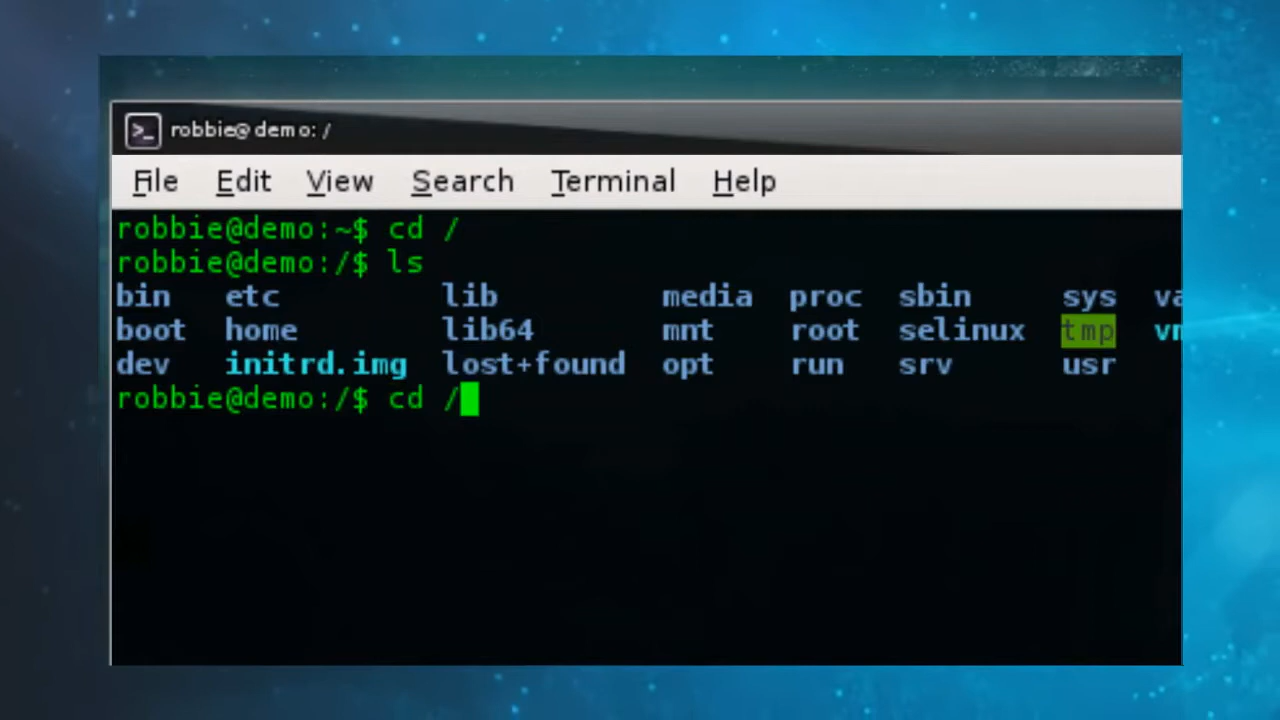 robbie@demo: /
File Edit View Search Terminal Help
robbie@demo:~$ cd /
robbie@demo:/$ ls
bin etc lib media proc sbin sys
boot home lib64 mnt root selinux tmp
dev initrd.img lost+found opt run srv usr
robbie@demo:/$ cd /